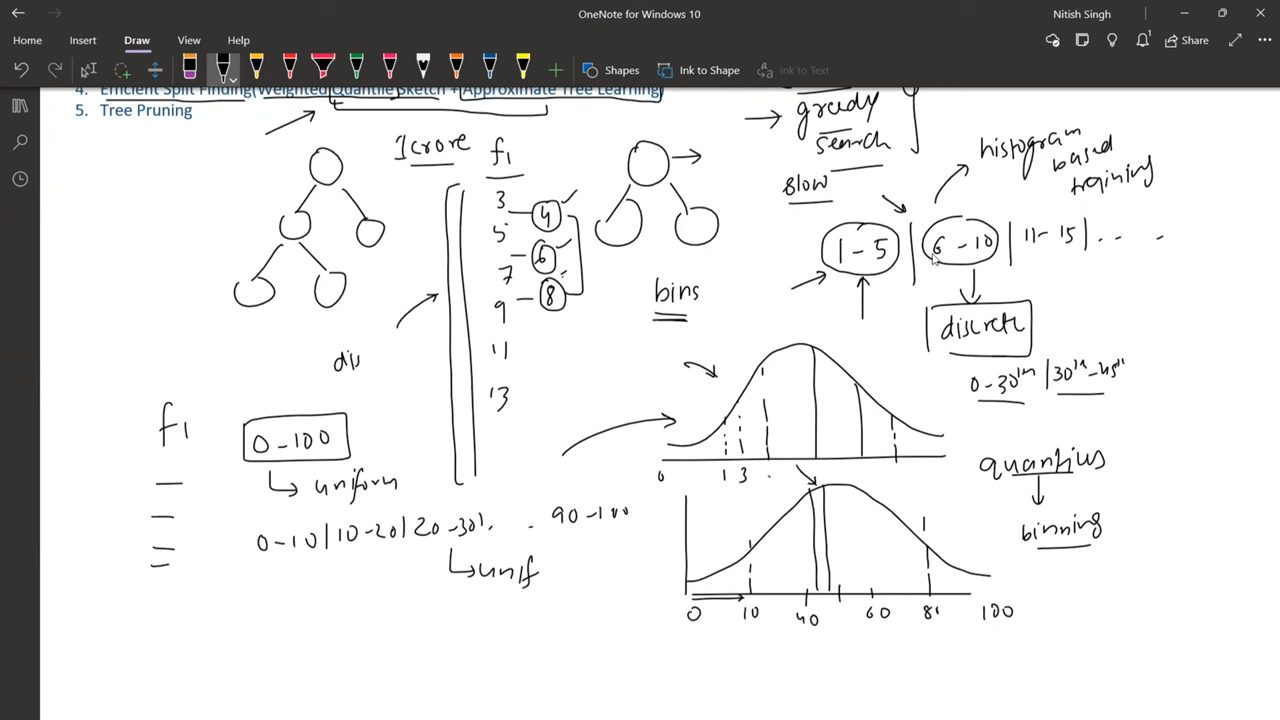 OneNote for Windows 10
Nitish Singh
Home
Insert
Draw
View
Help
Share
Shapes
Ink to Shape
Ink to Text
4. Efficient Split Finding(Weighted Quantile Sketch + Approximate Tree Learning)
5. Tree Pruning
greedy
search
slow
histogram
based
training
1 crore
f1
3
4
5
6
7
8
9
11
13
bins
1-5 | 6-10 | 11-15 | .. .
discrete
0-30th | 30th-45th
quantiles
binning
dis
f1
0-100
uniform
0-10 | 10-20 | 20-30 . . 90-100
unif
0 1 3 .
0 10 40 60 80 100